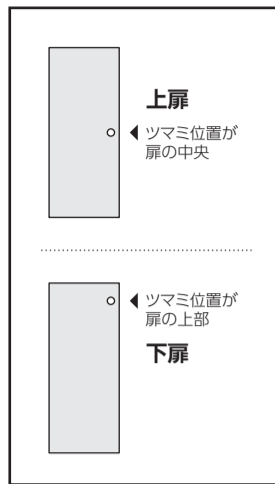 上扉
ツマミ位置が
扉の中央
ツマミ位置が
扉の上部
下扉